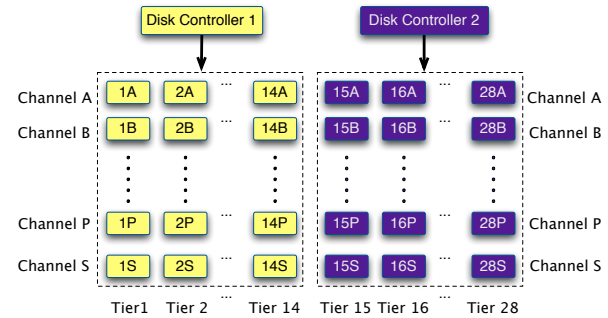 Disk Controller 1 Disk Controller 2
Channel A 1A 2A ... 14A 15A 16A ... 28A Channel A
Channel B 1B 2B ... 14B 15B 16B ... 28B Channel B
Channel P 1P 2P ... 14P 15P 16P ... 28P Channel P
Channel S 1S 2S ... 14S 15S 16S ... 28S Channel S
Tier1 Tier 2 ... Tier 14 Tier 15 Tier 16 ... Tier 28